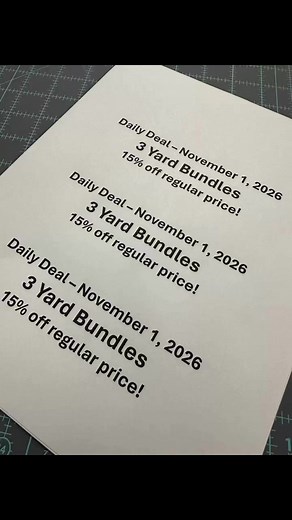 Daily Deal – November 1, 2026
3 Yard Bundles
15% off regular price!
Daily Deal – November 1, 2026
3 Yard Bundles
15% off regular price!
Daily Deal – November 1, 2026
3 Yard Bundles
15% off regular price!